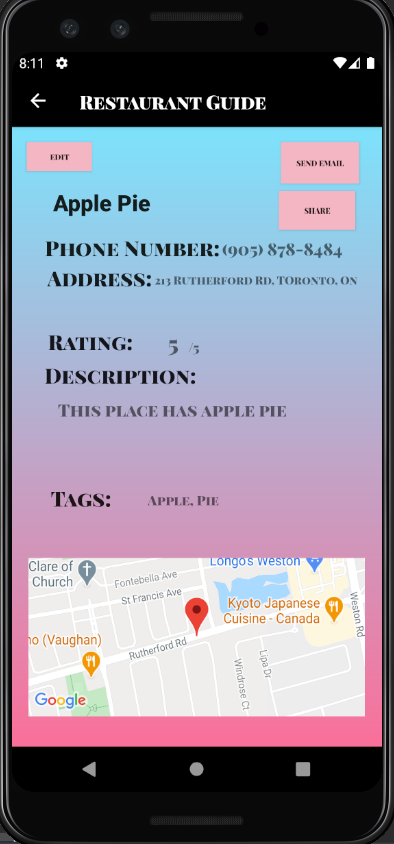 8:11
Restaurant Guide
EDIT
SEND EMAIL
SHARE
Apple Pie
Phone Number: (905) 878-8484
Address: 213 Rutherford Rd, TOronto, ON
Rating: 5 /5
Description:
This place has apple pie
Tags: Apple, Pie
Longo's Weston
Clare of
Church
Fontebella Ave
St Francis Ave
Weston Rd
Kyoto Japanese
Cuisine - Canada
no (Vaughan)
Rutherford Rd
Windrose Ct
Lipa Dr
Google